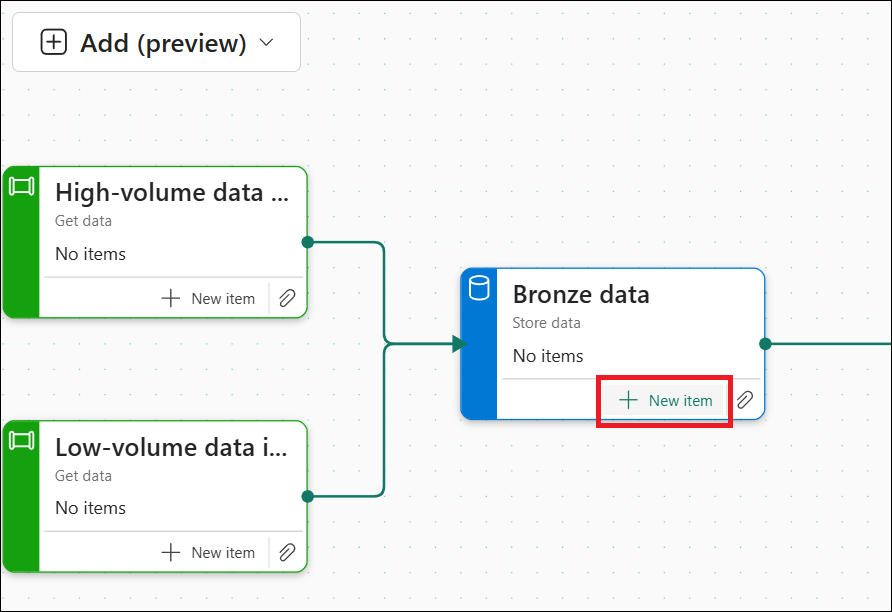 Add (preview)
High-volume data ...
Get data
No items
New item
Bronze data
Store data
No items
New item
Low-volume data i...
Get data
No items
New item